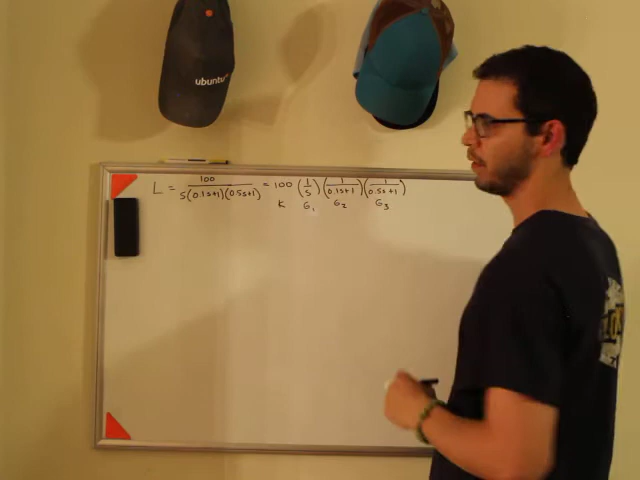 ubuntu
L = 100 / s(0.1s+1)(0.5s+1) = 100 (1/s) (1/0.1s+1) (1/0.5s+1)
K G₁ G₂ G₃